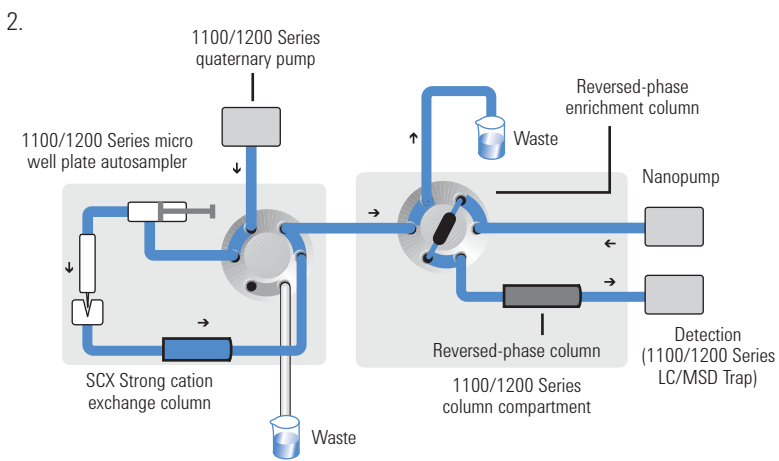 2.
1100/1200 Series
quaternary pump
1100/1200 Series micro
well plate autosampler
Reversed-phase
enrichment column
Waste
Nanopump
Reversed-phase column
Detection
(1100/1200 Series
LC/MSD Trap)
SCX Strong cation
exchange column
1100/1200 Series
column compartment
Waste